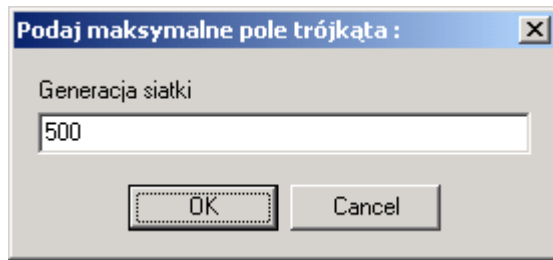 Podaj maksymalne pole trójkąta :
Generacja siatki
500
OK Cancel